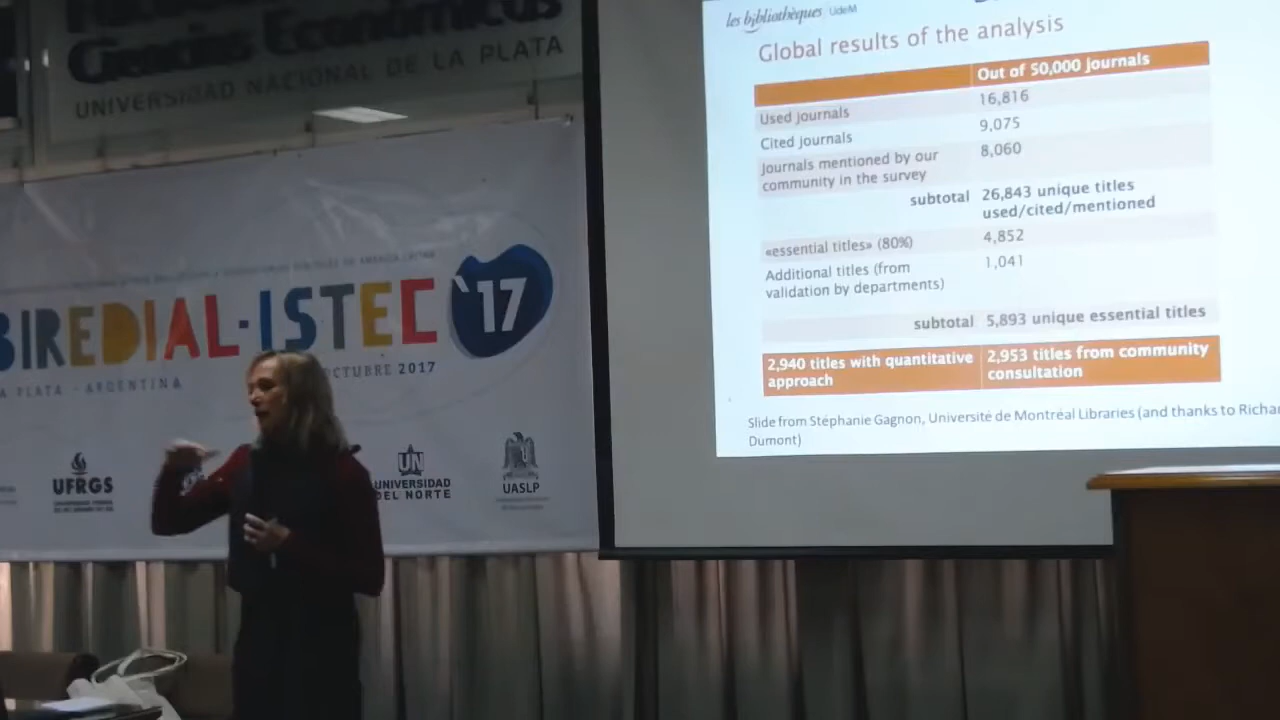 Ciencias Económicas
UNIVERSIDAD NACIONAL DE LA PLATA
BIREDIAL-ISTEC
`17
LA PLATA - ARGENTINA
OCTUBRE 2017
UFRGS
UN
UNIVERSIDAD
DEL NORTE
UASLP
les bibliothèques UdeM
Global results of the analysis
Out of 50,000 journals
Used journals 16,816
Cited journals 9,075
Journals mentioned by our 8,060
community in the survey
subtotal 26,843 unique titles
used/cited/mentioned
«essential titles» (80%) 4,852
Additional titles (from 1,041
validation by departments)
subtotal 5,893 unique essential titles
2,940 titles with quantitative 2,953 titles from community
approach consultation
Slide from Stéphanie Gagnon, Université de Montréal Libraries (and thanks to Richa
Dumont)